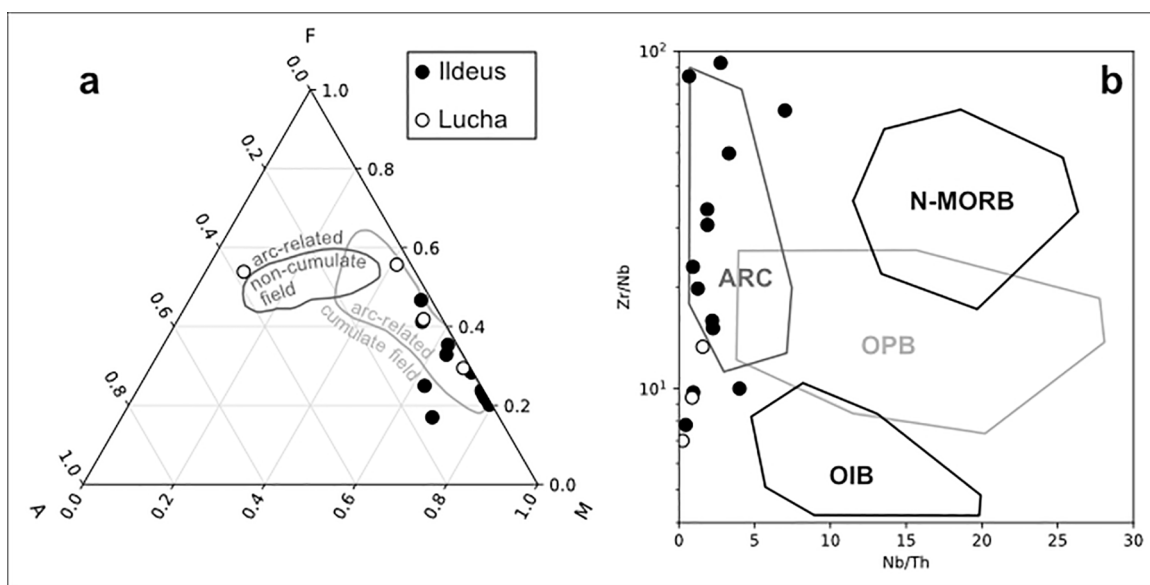 a
F
0.0
1.0
0.2
0.8
0.4
0.6
0.6
0.4
0.8
0.2
1.0
0.0
A
0.0
0.2
0.4
0.6
0.8
1.0
M
Ildeus
Lucha
arc-related
non-cumulate
field
arc-related
cumulate field
b
10²
10¹
Zr/Nb
N-MORB
ARC
OPB
OIB
0
5
10
15
20
25
30
Nb/Th